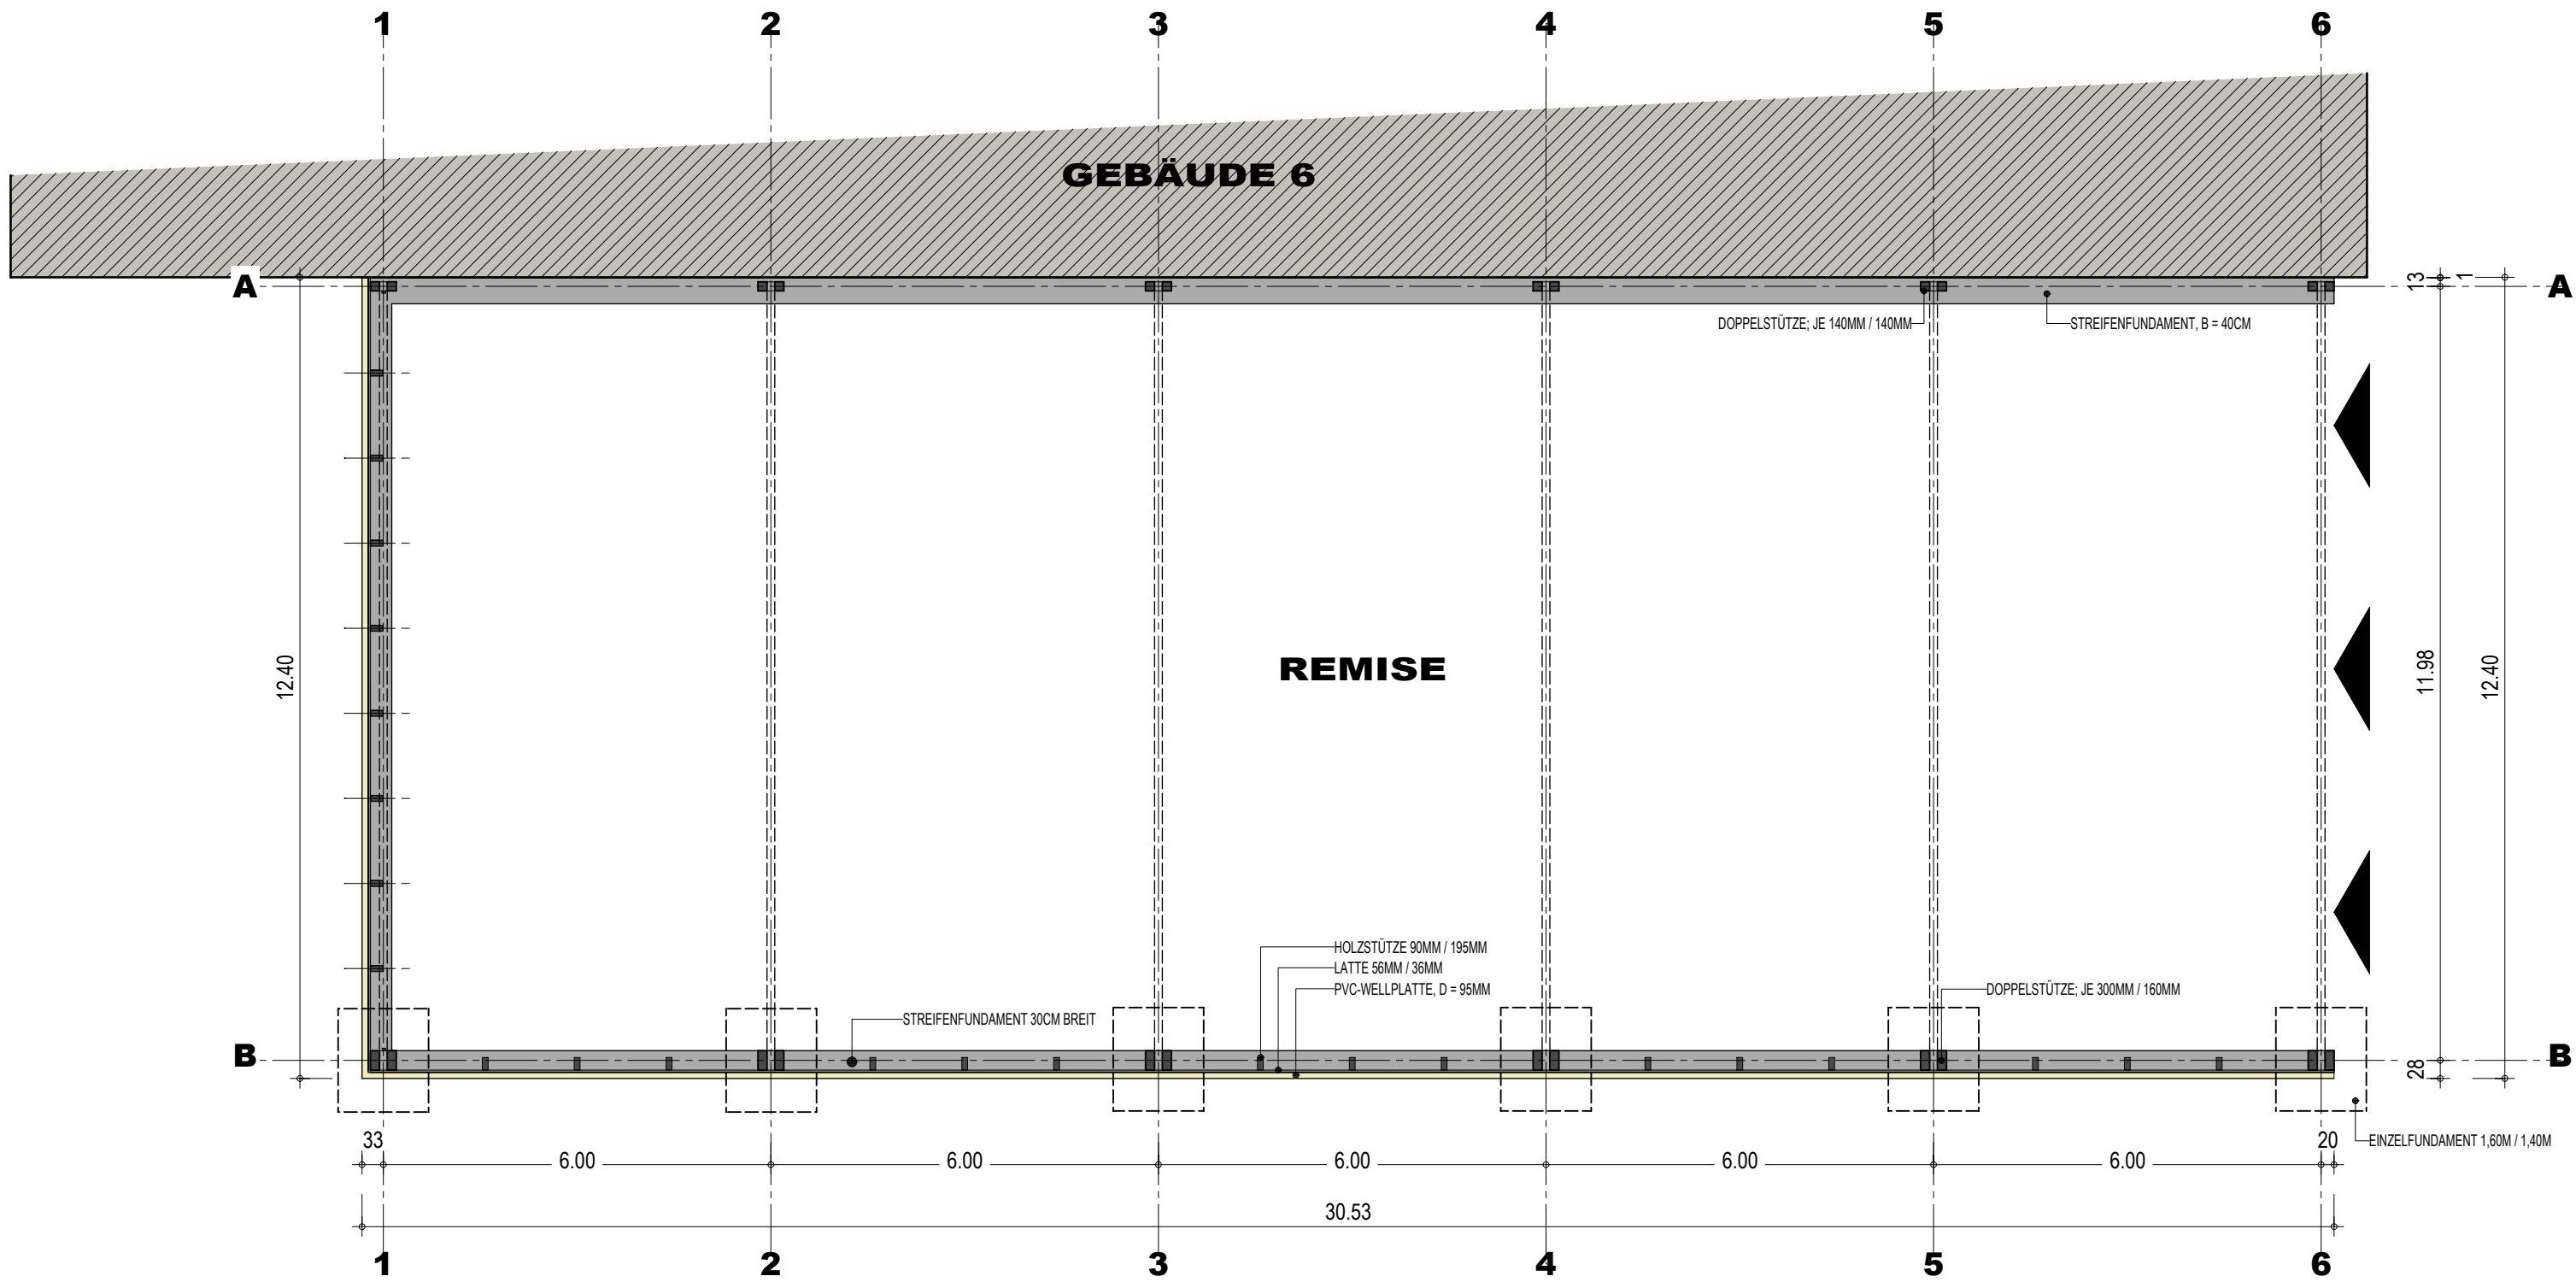 1 2 3 4 5 6
GEBÄUDE 6
A 13 1 A
DOPPELSTÜTZE; JE 140MM / 140MM STREIFENFUNDAMENT, B = 40CM
12.40 REMISE 11.98 12.40
HOLZSTÜTZE 90MM / 195MM
LATTE 56MM / 36MM
PVC-WELLPLATTE, D = 95MM DOPPELSTÜTZE; JE 300MM / 160MM
STREIFENFUNDAMENT 30CM BREIT
B 28 B
33 20 EINZELFUNDAMENT 1,60M / 1,40M
6.00 6.00 6.00 6.00 6.00
30.53
1 2 3 4 5 6